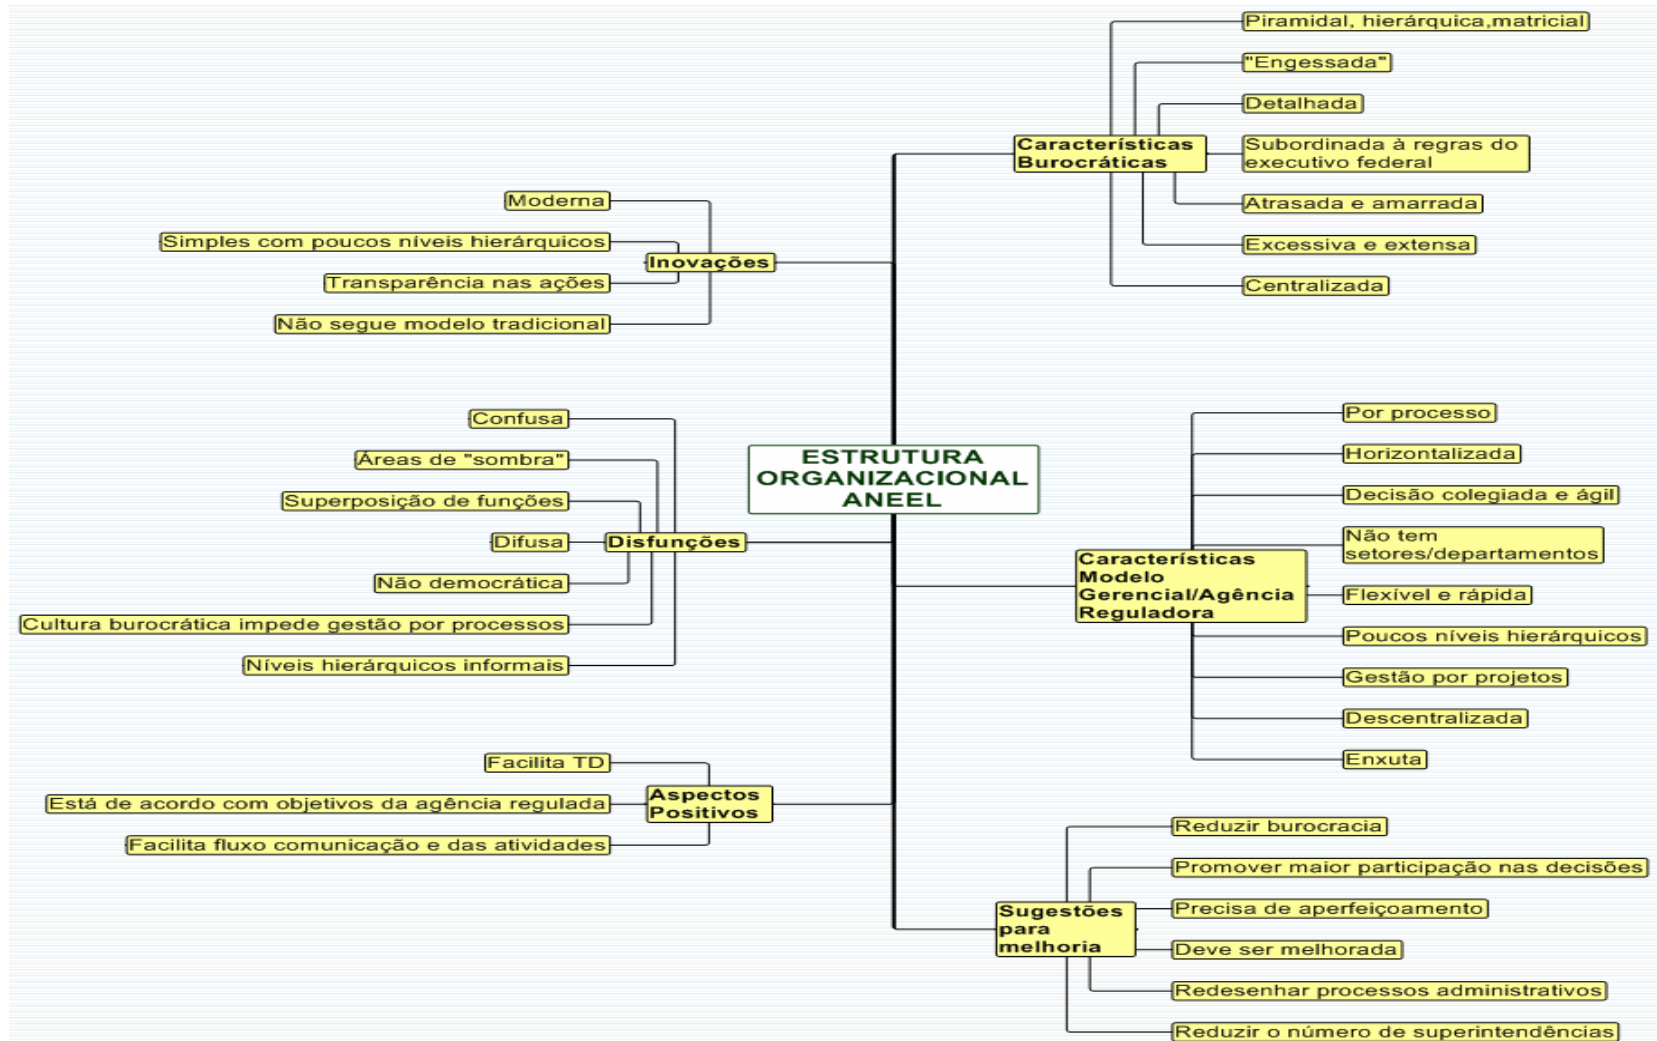 Piramidal, hierárquica,matricial
"Engessada"
Detalhada
Características
Burocráticas
Subordinada à regras do
executivo federal
Atrasada e amarrada
Excessiva e extensa
Centralizada
Moderna
Simples com poucos níveis hierárquicos
Inovações
Transparência nas ações
Não segue modelo tradicional
Confusa
Áreas de "sombra"
Superposição de funções
Difusa
Disfunções
Não democrática
Cultura burocrática impede gestão por processos
Níveis hierárquicos informais
ESTRUTURA
ORGANIZACIONAL
ANEEL
Por processo
Horizontalizada
Decisão colegiada e ágil
Não tem
setores/departamentos
Características
Modelo
Gerencial/Agência
Reguladora
Flexível e rápida
Poucos níveis hierárquicos
Gestão por projetos
Descentralizada
Enxuta
Facilita TD
Está de acordo com objetivos da agência regulada
Aspectos
Positivos
Facilita fluxo comunicação e das atividades
Reduzir burocracia
Promover maior participação nas decisões
Sugestões
para
melhoria
Precisa de aperfeiçoamento
Deve ser melhorada
Redesenhar processos administrativos
Reduzir o número de superintendências